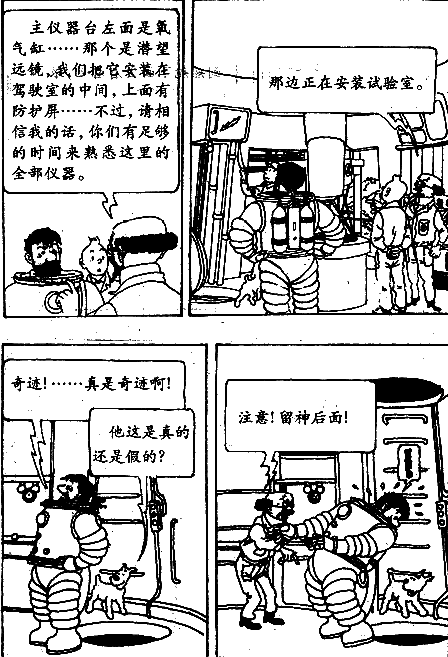 主仪器台左面是氧
气缸……那个是潜望
远镜,我们把它安装在
驾驶室的中间,上面有
防护屏……不过,请相
信我的话,你们有足够
的时间来熟悉这里的
全部仪器。
那边正在安装试验室。
奇迹!……真是奇迹啊!
他这是真的
还是假的?
注意!留神后面!